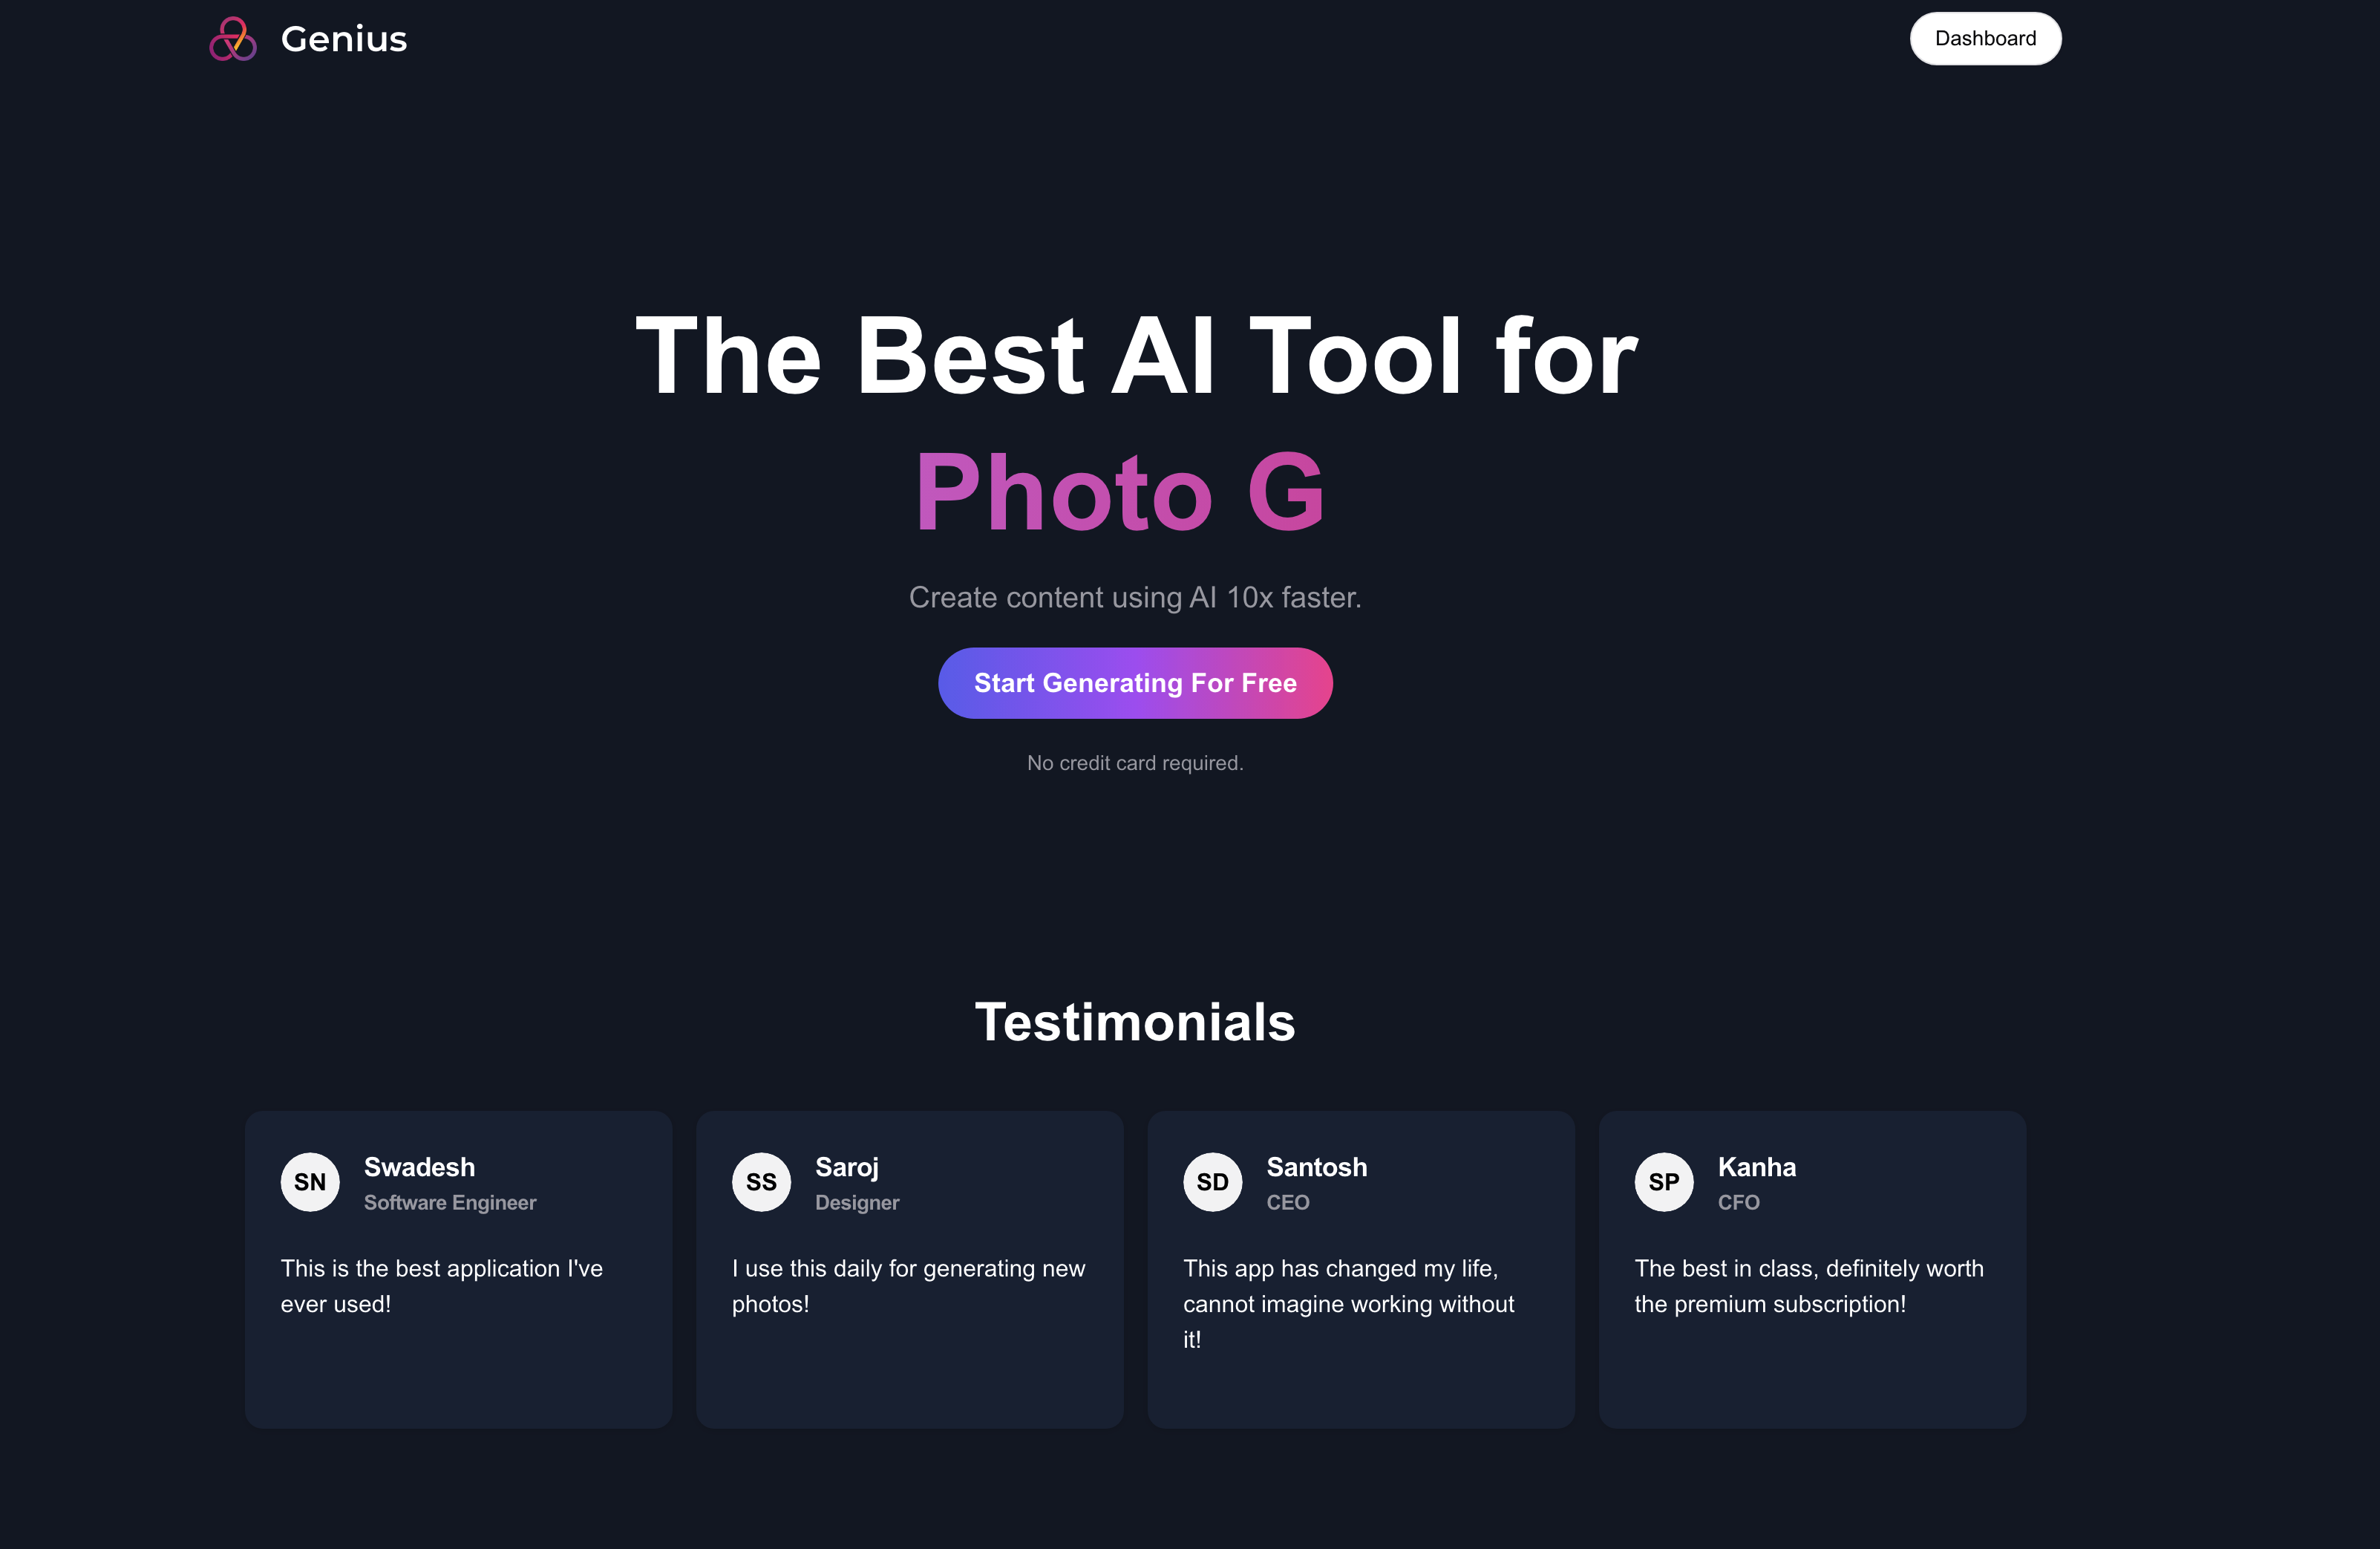 Genius
Dashboard
The Best AI Tool for
Photo G
Create content using AI 10x faster.
Start Generating For Free
No credit card required.
Testimonials
SN
Swadesh
Software Engineer
This is the best application I've
ever used!
SS
Saroj
Designer
I use this daily for generating new
photos!
SD
Santosh
CEO
This app has changed my life,
cannot imagine working without
it!
SP
Kanha
CFO
The best in class, definitely worth
the premium subscription!